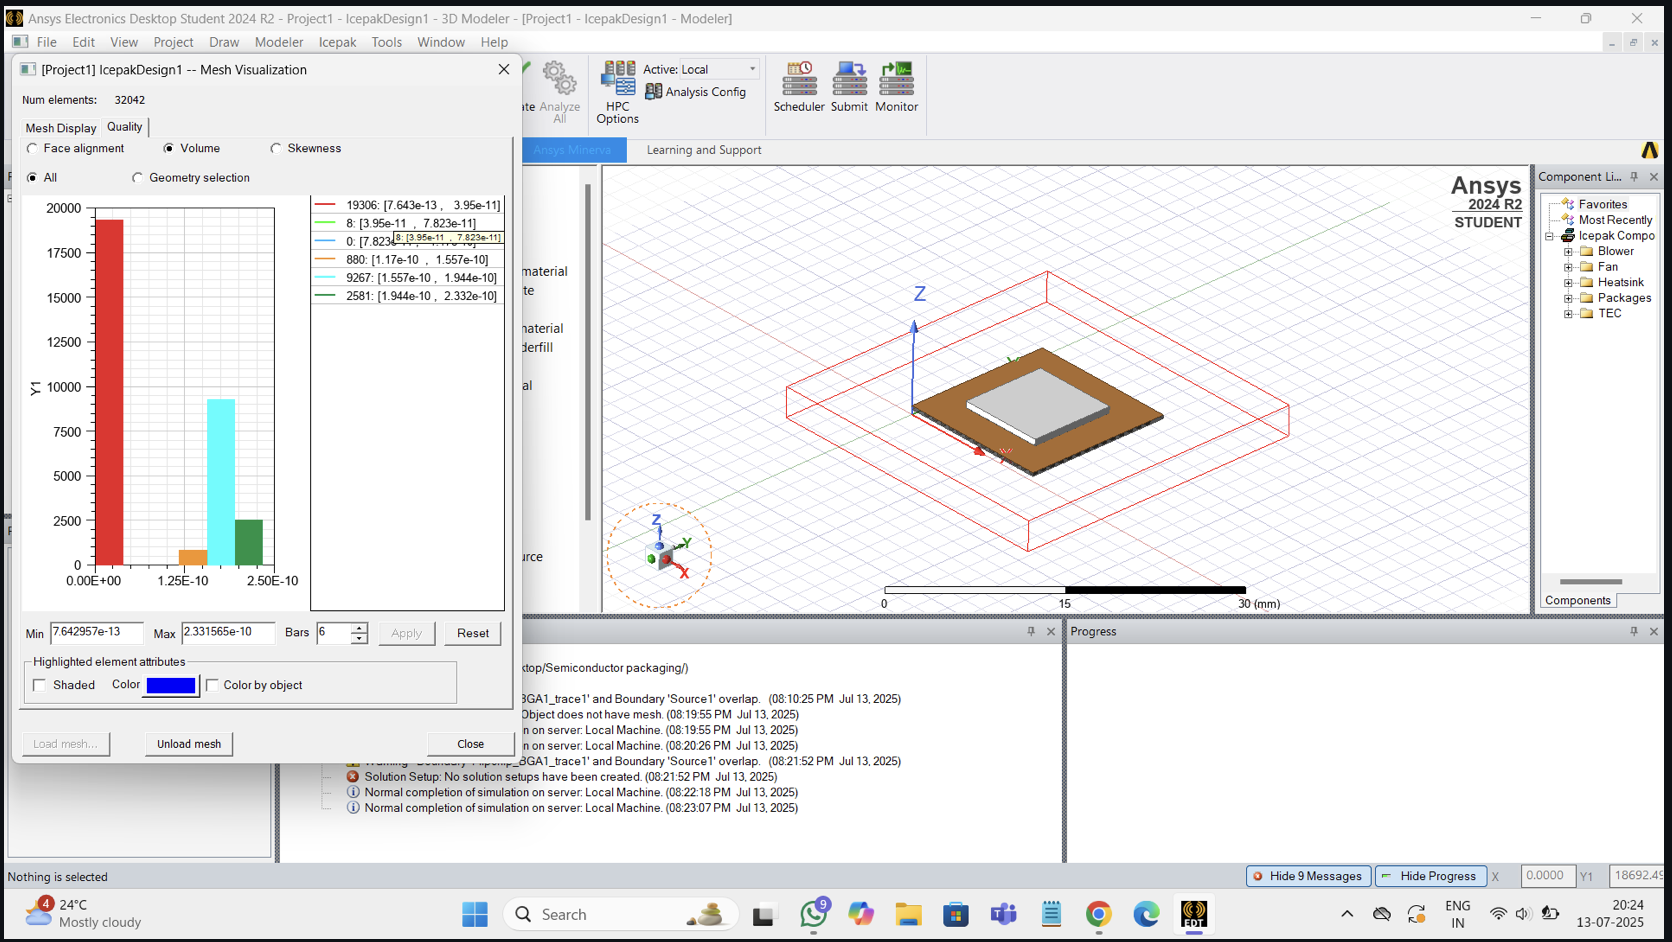 Ansys Electronics Desktop Student 2024 R2 - Project1 - IcepakDesign1 - 3D Modeler - [Project1 - IcepakDesign1 - Modeler]
File Edit View Project Draw Modeler Icepak Tools Window Help
[Project1] IcepakDesign1 -- Mesh Visualization
Num elements: 32042
Mesh Display Quality
Face alignment Volume Skewness
All Geometry selection
20000
17500
15000
12500
10000
7500
5000
2500
0
Y1
0.00E+00 1.25E-10 2.50E-10
19306: [7.643e-13 , 3.95e-11]
8: [3.95e-11 , 7.823e-11]
8: [3.95e-11 , 7.823e-11]
0: [7.823
880: [1.17e-10 , 1.557e-10]
9267: [1.557e-10 , 1.944e-10]
2581: [1.944e-10 , 2.332e-10]
Min 7.642957e-13 Max 2.331565e-10 Bars 6 Apply Reset
Highlighted element attributes
Shaded Color Color by object
Load mesh... Unload mesh Close
ate Analyze All
HPC Options
Active: Local
Analysis Config
Scheduler Submit Monitor
Ansys Minerva Learning and Support
material
te
naterial
derfill
al
urce
Ansys
2024 R2
STUDENT
Z
Z
Y
X
0 15 30 (mm)
Component Li...
Favorites
Most Recently
Icepak Compo
Blower
Fan
Heatsink
Packages
TEC
Components
Progress
ktop/Semiconductor packaging/)
BGA1_trace1' and Boundary 'Source1' overlap. (08:10:25 PM Jul 13, 2025)
Object does not have mesh. (08:19:55 PM Jul 13, 2025)
on on server: Local Machine. (08:19:55 PM Jul 13, 2025)
on on server: Local Machine. (08:20:26 PM Jul 13, 2025)
BGA1_trace1' and Boundary 'Source1' overlap. (08:21:52 PM Jul 13, 2025)
Solution Setup: No solution setups have been created. (08:21:52 PM Jul 13, 2025)
Normal completion of simulation on server: Local Machine. (08:22:18 PM Jul 13, 2025)
Normal completion of simulation on server: Local Machine. (08:23:07 PM Jul 13, 2025)
Nothing is selected
Hide 9 Messages Hide Progress X 0.0000 Y1 18692.49
4
24°C
Mostly cloudy
Search
9
EDT
ENG
IN
20:24
13-07-2025